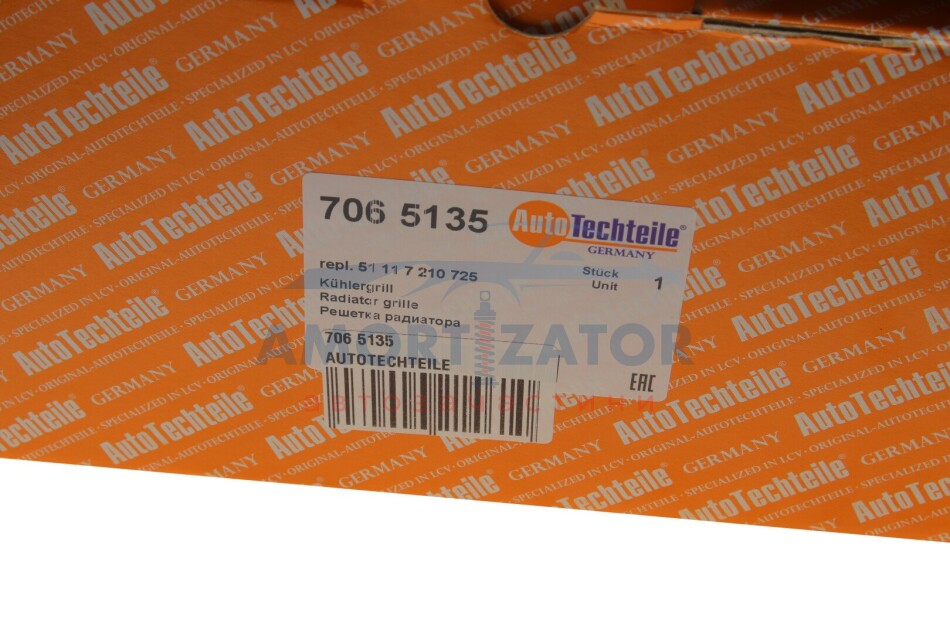 706 5135
AutoTechteile®
GERMANY
repl. 51 11 7 210 725
Kühlergrill
Radiator grille
Решетка радиатора
Stück
Unit
1
706 5135
AUTOTECHTEILE
EAC
AMORTIZATOR
автозапчастини
AutoTechteile® GERMANY
SPECIALIZED IN LCV · ORIGINAL · AUTOTECHTEILE